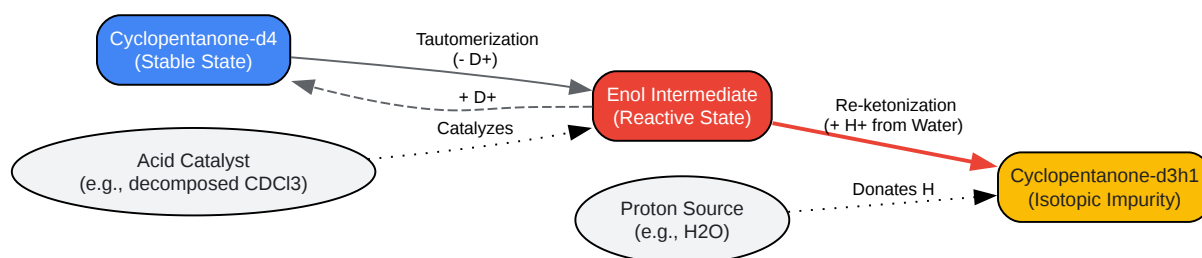 Cyclopentanone-d4
(Stable State)
Tautomerization
(- D+)
+ D+
Enol Intermediate
(Reactive State)
Catalyzes
Acid Catalyst
(e.g., decomposed CDCl3)
Re-ketonization
(+ H+ from Water)
Cyclopentanone-d3h1
(Isotopic Impurity)
Donates H
Proton Source
(e.g., H2O)